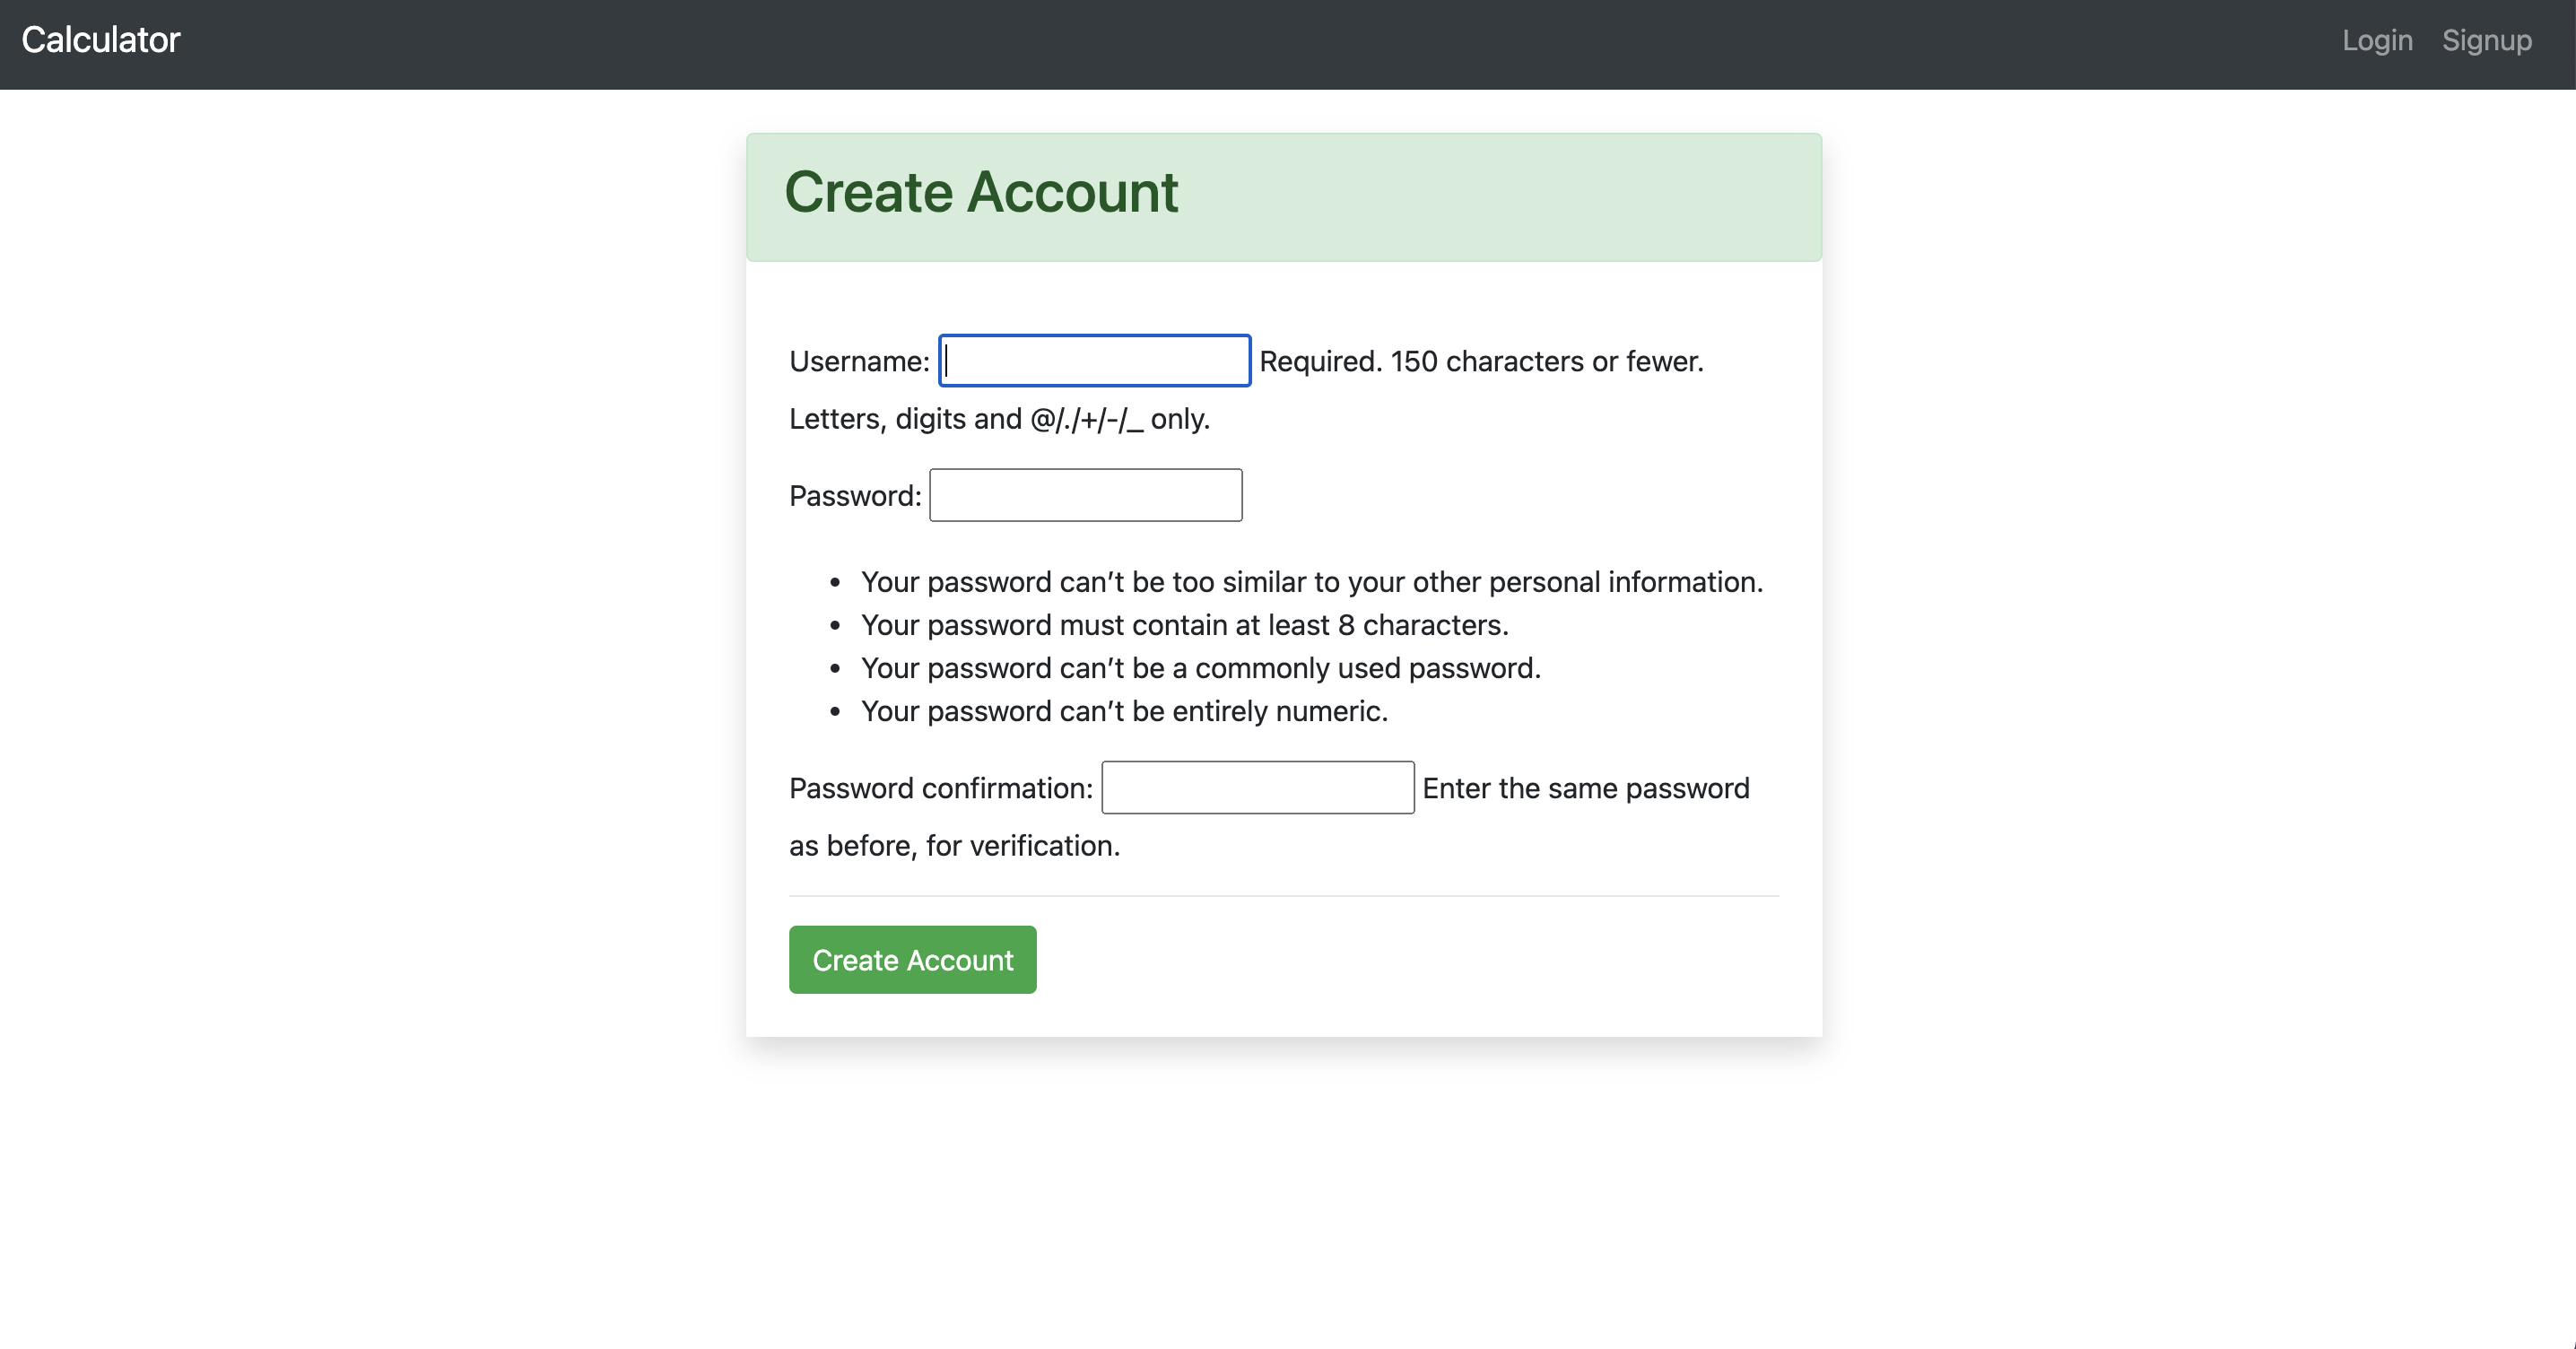 Calculator
Login Signup
Create Account
Username: Required. 150 characters or fewer.
Letters, digits and @/./+/-/_ only.
Password:
• Your password can’t be too similar to your other personal information.
• Your password must contain at least 8 characters.
• Your password can’t be a commonly used password.
• Your password can’t be entirely numeric.
Password confirmation: Enter the same password
as before, for verification.
Create Account